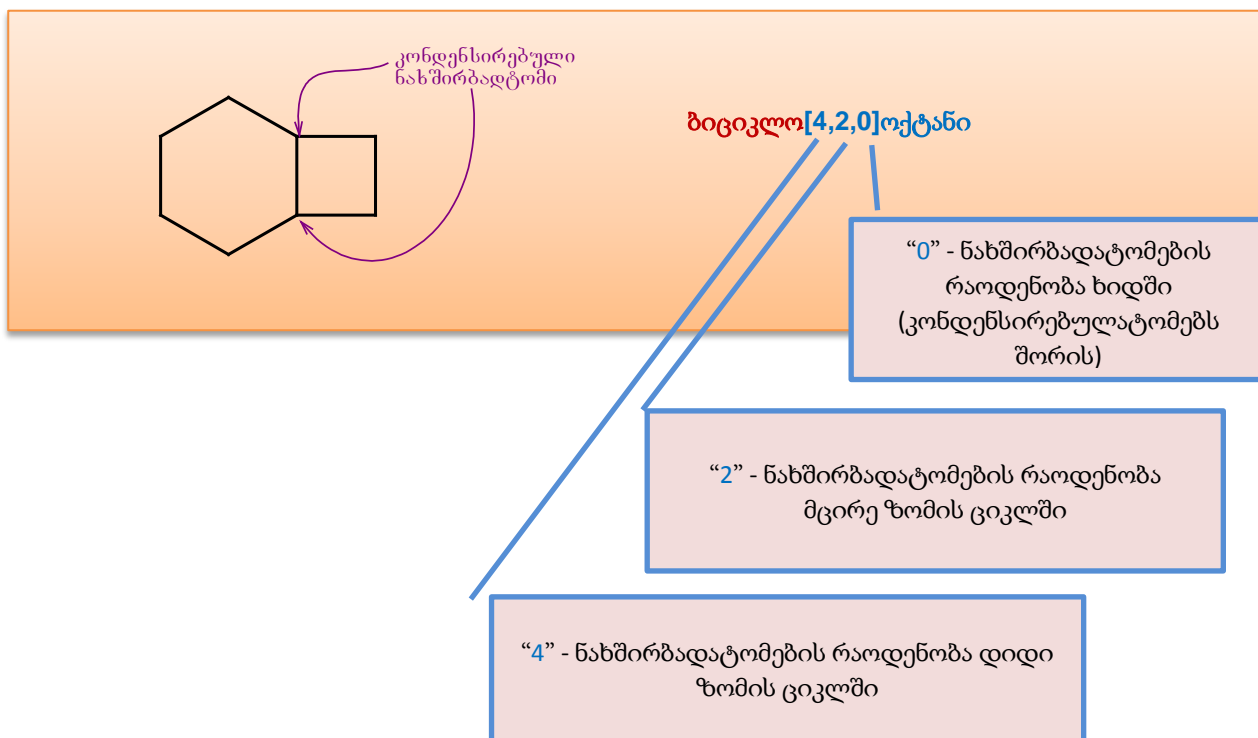 კონდენსირებული
ნახშირბადტომი
ბიციკლო[4,2,0]ოქტანი
“0” - ნახშირბადატომების
რაოდენობა ხიდში
(კონდენსირებულატომებს
შორის)
“2” - ნახშირბადატომების რაოდენობა
მცირე ზომის ციკლში
“4” - ნახშირბადატომების რაოდენობა დიდი
ზომის ციკლში